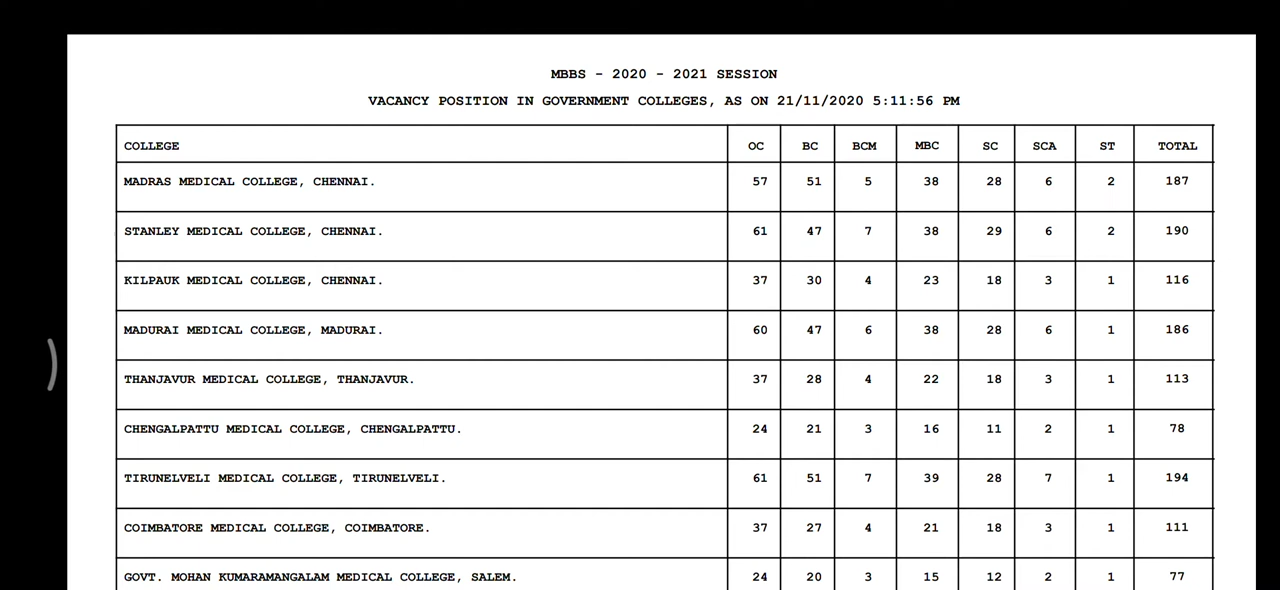 MBBS - 2020 - 2021 SESSION
VACANCY POSITION IN GOVERNMENT COLLEGES, AS ON 21/11/2020 5:11:56 PM
COLLEGE OC BC BCM MBC SC SCA ST TOTAL
MADRAS MEDICAL COLLEGE, CHENNAI. 57 51 5 38 28 6 2 187
STANLEY MEDICAL COLLEGE, CHENNAI. 61 47 7 38 29 6 2 190
KILPAUK MEDICAL COLLEGE, CHENNAI. 37 30 4 23 18 3 1 116
MADURAI MEDICAL COLLEGE, MADURAI. 60 47 6 38 28 6 1 186
THANJAVUR MEDICAL COLLEGE, THANJAVUR. 37 28 4 22 18 3 1 113
CHENGALPATTU MEDICAL COLLEGE, CHENGALPATTU. 24 21 3 16 11 2 1 78
TIRUNELVELI MEDICAL COLLEGE, TIRUNELVELI. 61 51 7 39 28 7 1 194
COIMBATORE MEDICAL COLLEGE, COIMBATORE. 37 27 4 21 18 3 1 111
GOVT. MOHAN KUMARAMANGALAM MEDICAL COLLEGE, SALEM. 24 20 3 15 12 2 1 77